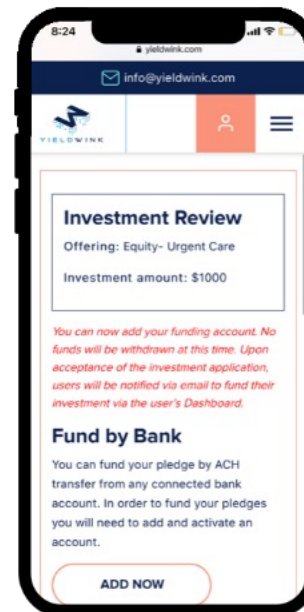 8:24
yieldwink.com
info@yieldwink.com
YIELDWINK
Investment Review
Offering: Equity- Urgent Care
Investment amount: $1000
You can now add your funding account. No
funds will be withdrawn at this time. Upon
acceptance of the investment application,
users will be notified via email to fund their
investment via the user's Dashboard.
Fund by Bank
You can fund your pledge by ACH
transfer from any connected bank
account. In order to fund your pledges
you will need to add and activate an
account.
ADD NOW